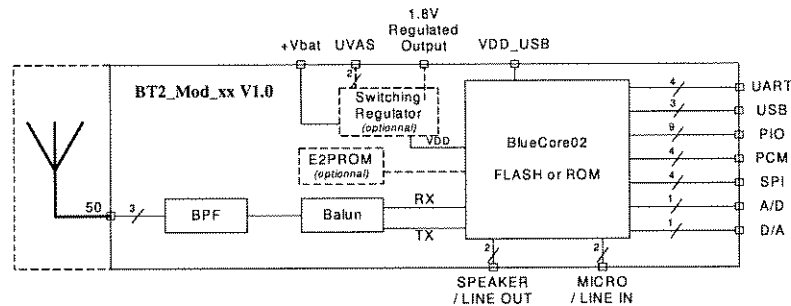 1.8V
+Vbat UVAS Regulated Output VDD_USB
BT2_Mod_xx V1.0
2
Switching
Regulator
(optionnal)
VDD
E2PROM
(optionnal)
BlueCore02
FLASH or ROM
4 UART
3 USB
9 PIO
4 PCM
4 SPI
1 A/D
1 D/A
50 3 BPF Balun RX
TX
2 2
SPEAKER MICRO
/ LINE OUT / LINE IN